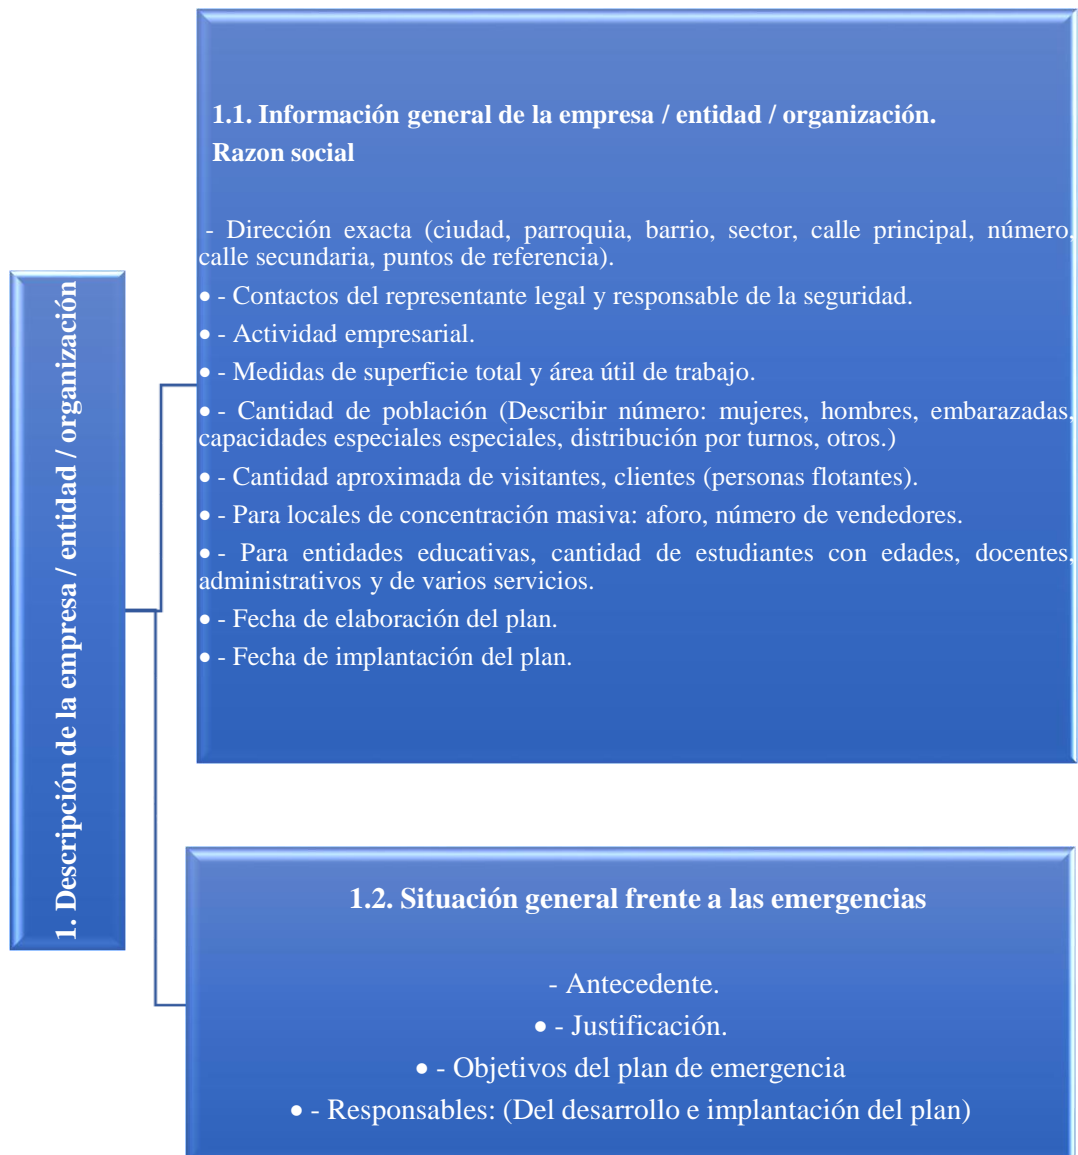 1. Descripción de la empresa / entidad / organización
1.1. Información general de la empresa / entidad / organización.
Razon social
- Dirección exacta (ciudad, parroquia, barrio, sector, calle principal, número,
calle secundaria, puntos de referencia).
• - Contactos del representante legal y responsable de la seguridad.
• - Actividad empresarial.
• - Medidas de superficie total y área útil de trabajo.
• - Cantidad de población (Describir número: mujeres, hombres, embarazadas,
capacidades especiales especiales, distribución por turnos, otros.)
• - Cantidad aproximada de visitantes, clientes (personas flotantes).
• - Para locales de concentración masiva: aforo, número de vendedores.
• - Para entidades educativas, cantidad de estudiantes con edades, docentes,
administrativos y de varios servicios.
• - Fecha de elaboración del plan.
• - Fecha de implantación del plan.
1.2. Situación general frente a las emergencias
- Antecedente.
• - Justificación.
• - Objetivos del plan de emergencia
• - Responsables: (Del desarrollo e implantación del plan)